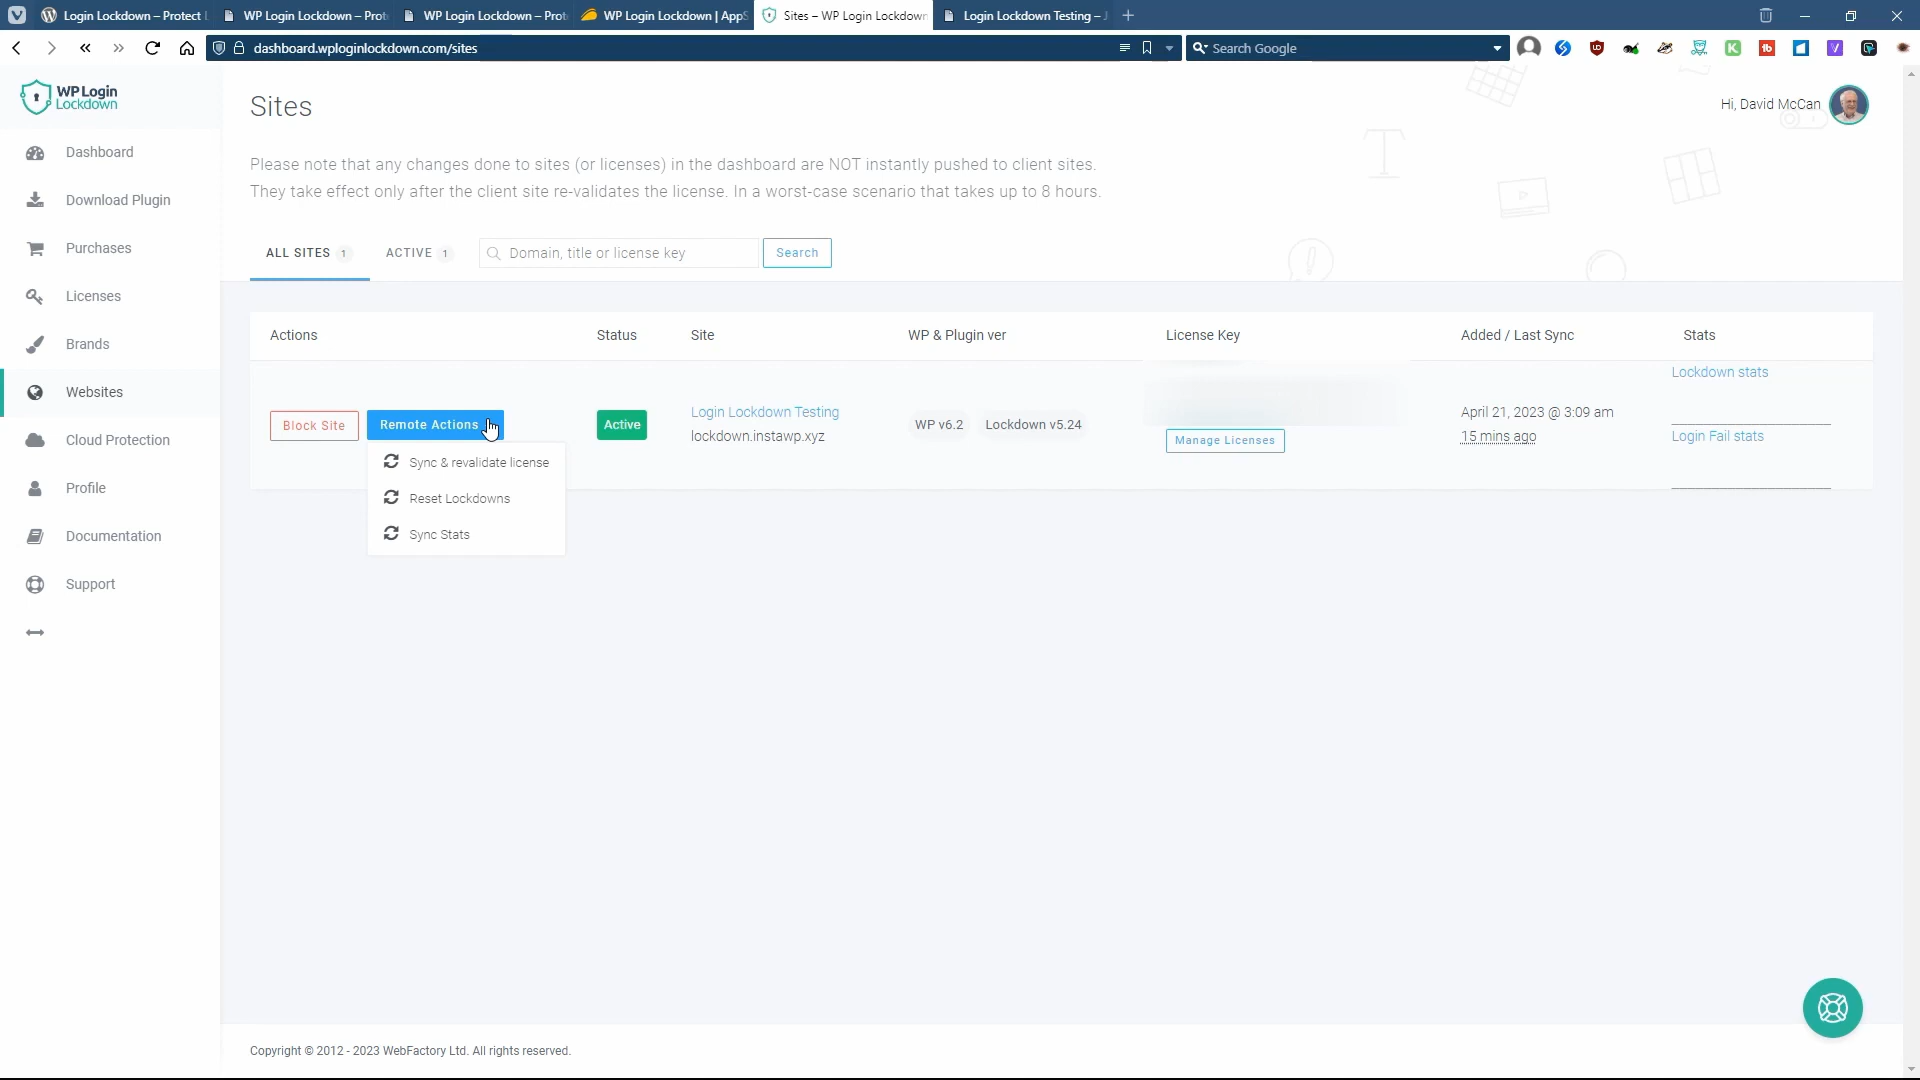 Login Lockdown – Protect
WP Login Lockdown – Prot
WP Login Lockdown – Prot
WP Login Lockdown | AppS
Sites – WP Login Lockdown
Login Lockdown Testing –
dashboard.wploginlockdown.com/sites
Search Google
WP Login
Lockdown
Dashboard
Download Plugin
Purchases
Licenses
Brands
Websites
Cloud Protection
Profile
Documentation
Support
Sites
Hi, David McCan
Please note that any changes done to sites (or licenses) in the dashboard are NOT instantly pushed to client sites.
They take effect only after the client site re-validates the license. In a worst-case scenario that takes up to 8 hours.
ALL SITES 1
ACTIVE 1
Domain, title or license key
Search
Actions
Status
Site
WP & Plugin ver
License Key
Added / Last Sync
Stats
Block Site
Remote Actions
Sync & revalidate license
Reset Lockdowns
Sync Stats
Active
Login Lockdown Testing
lockdown.instawp.xyz
WP v6.2
Lockdown v5.24
Manage Licenses
April 21, 2023 @ 3:09 am
15 mins ago
Lockdown stats
Login Fail stats
Copyright © 2012 - 2023 WebFactory Ltd. All rights reserved.